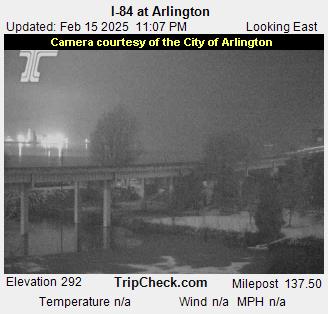 I-84 at Arlington
Updated: Feb 15 2025 11:07 PM Looking East
Camera courtesy of the City of Arlington
Elevation 292 TripCheck.com Milepost 137.50
Temperature n/a Wind n/a MPH n/a